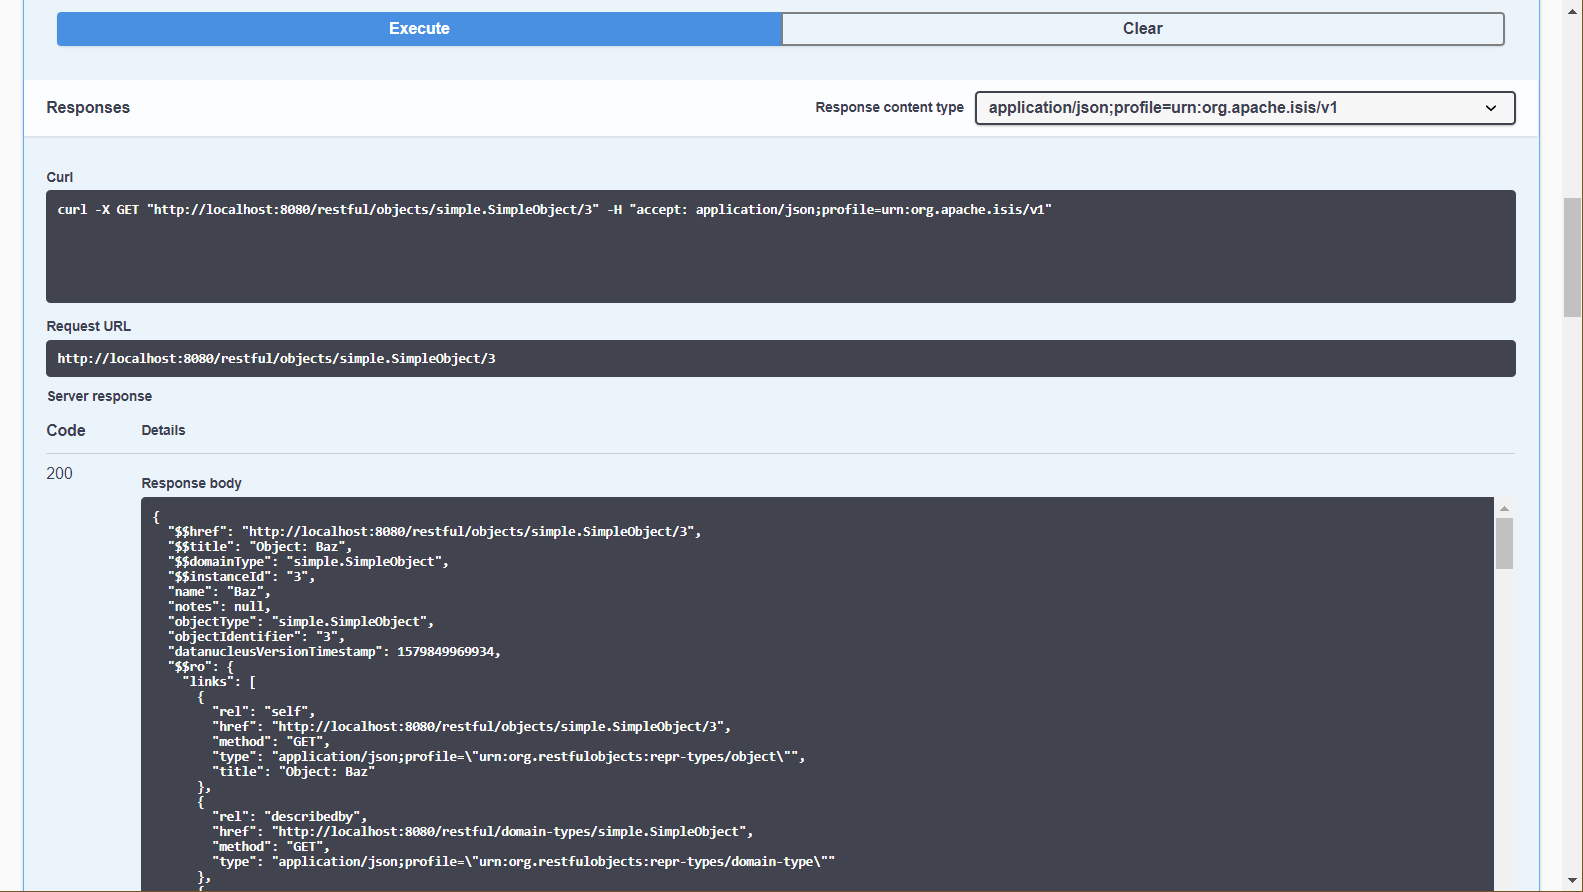 Execute
Clear
Responses
Response content type
application/json;profile=urn:org.apache.isis/v1
Curl
curl -X GET "http://localhost:8080/restful/objects/simple.SimpleObject/3" -H "accept: application/json;profile=urn:org.apache.isis/v1"
Request URL
http://localhost:8080/restful/objects/simple.SimpleObject/3
Server response
Code
Details
200
Response body
{
  "$$href": "http://localhost:8080/restful/objects/simple.SimpleObject/3",
  "$$title": "Object: Baz",
  "$$domainType": "simple.SimpleObject",
  "$$instanceId": "3",
  "name": "Baz",
  "notes": null,
  "objectType": "simple.SimpleObject",
  "objectIdentifier": "3",
  "datanucleusVersionTimestamp": 1579849969934,
  "$$ro": {
    "links": [
      {
        "rel": "self",
        "href": "http://localhost:8080/restful/objects/simple.SimpleObject/3",
        "method": "GET",
        "type": "application/json;profile=\"urn:org.restfulobjects:repr-types/object\"",
        "title": "Object: Baz"
      },
      {
        "rel": "describedby",
        "href": "http://localhost:8080/restful/domain-types/simple.SimpleObject",
        "method": "GET",
        "type": "application/json;profile=\"urn:org.restfulobjects:repr-types/domain-type\""
      },
      {